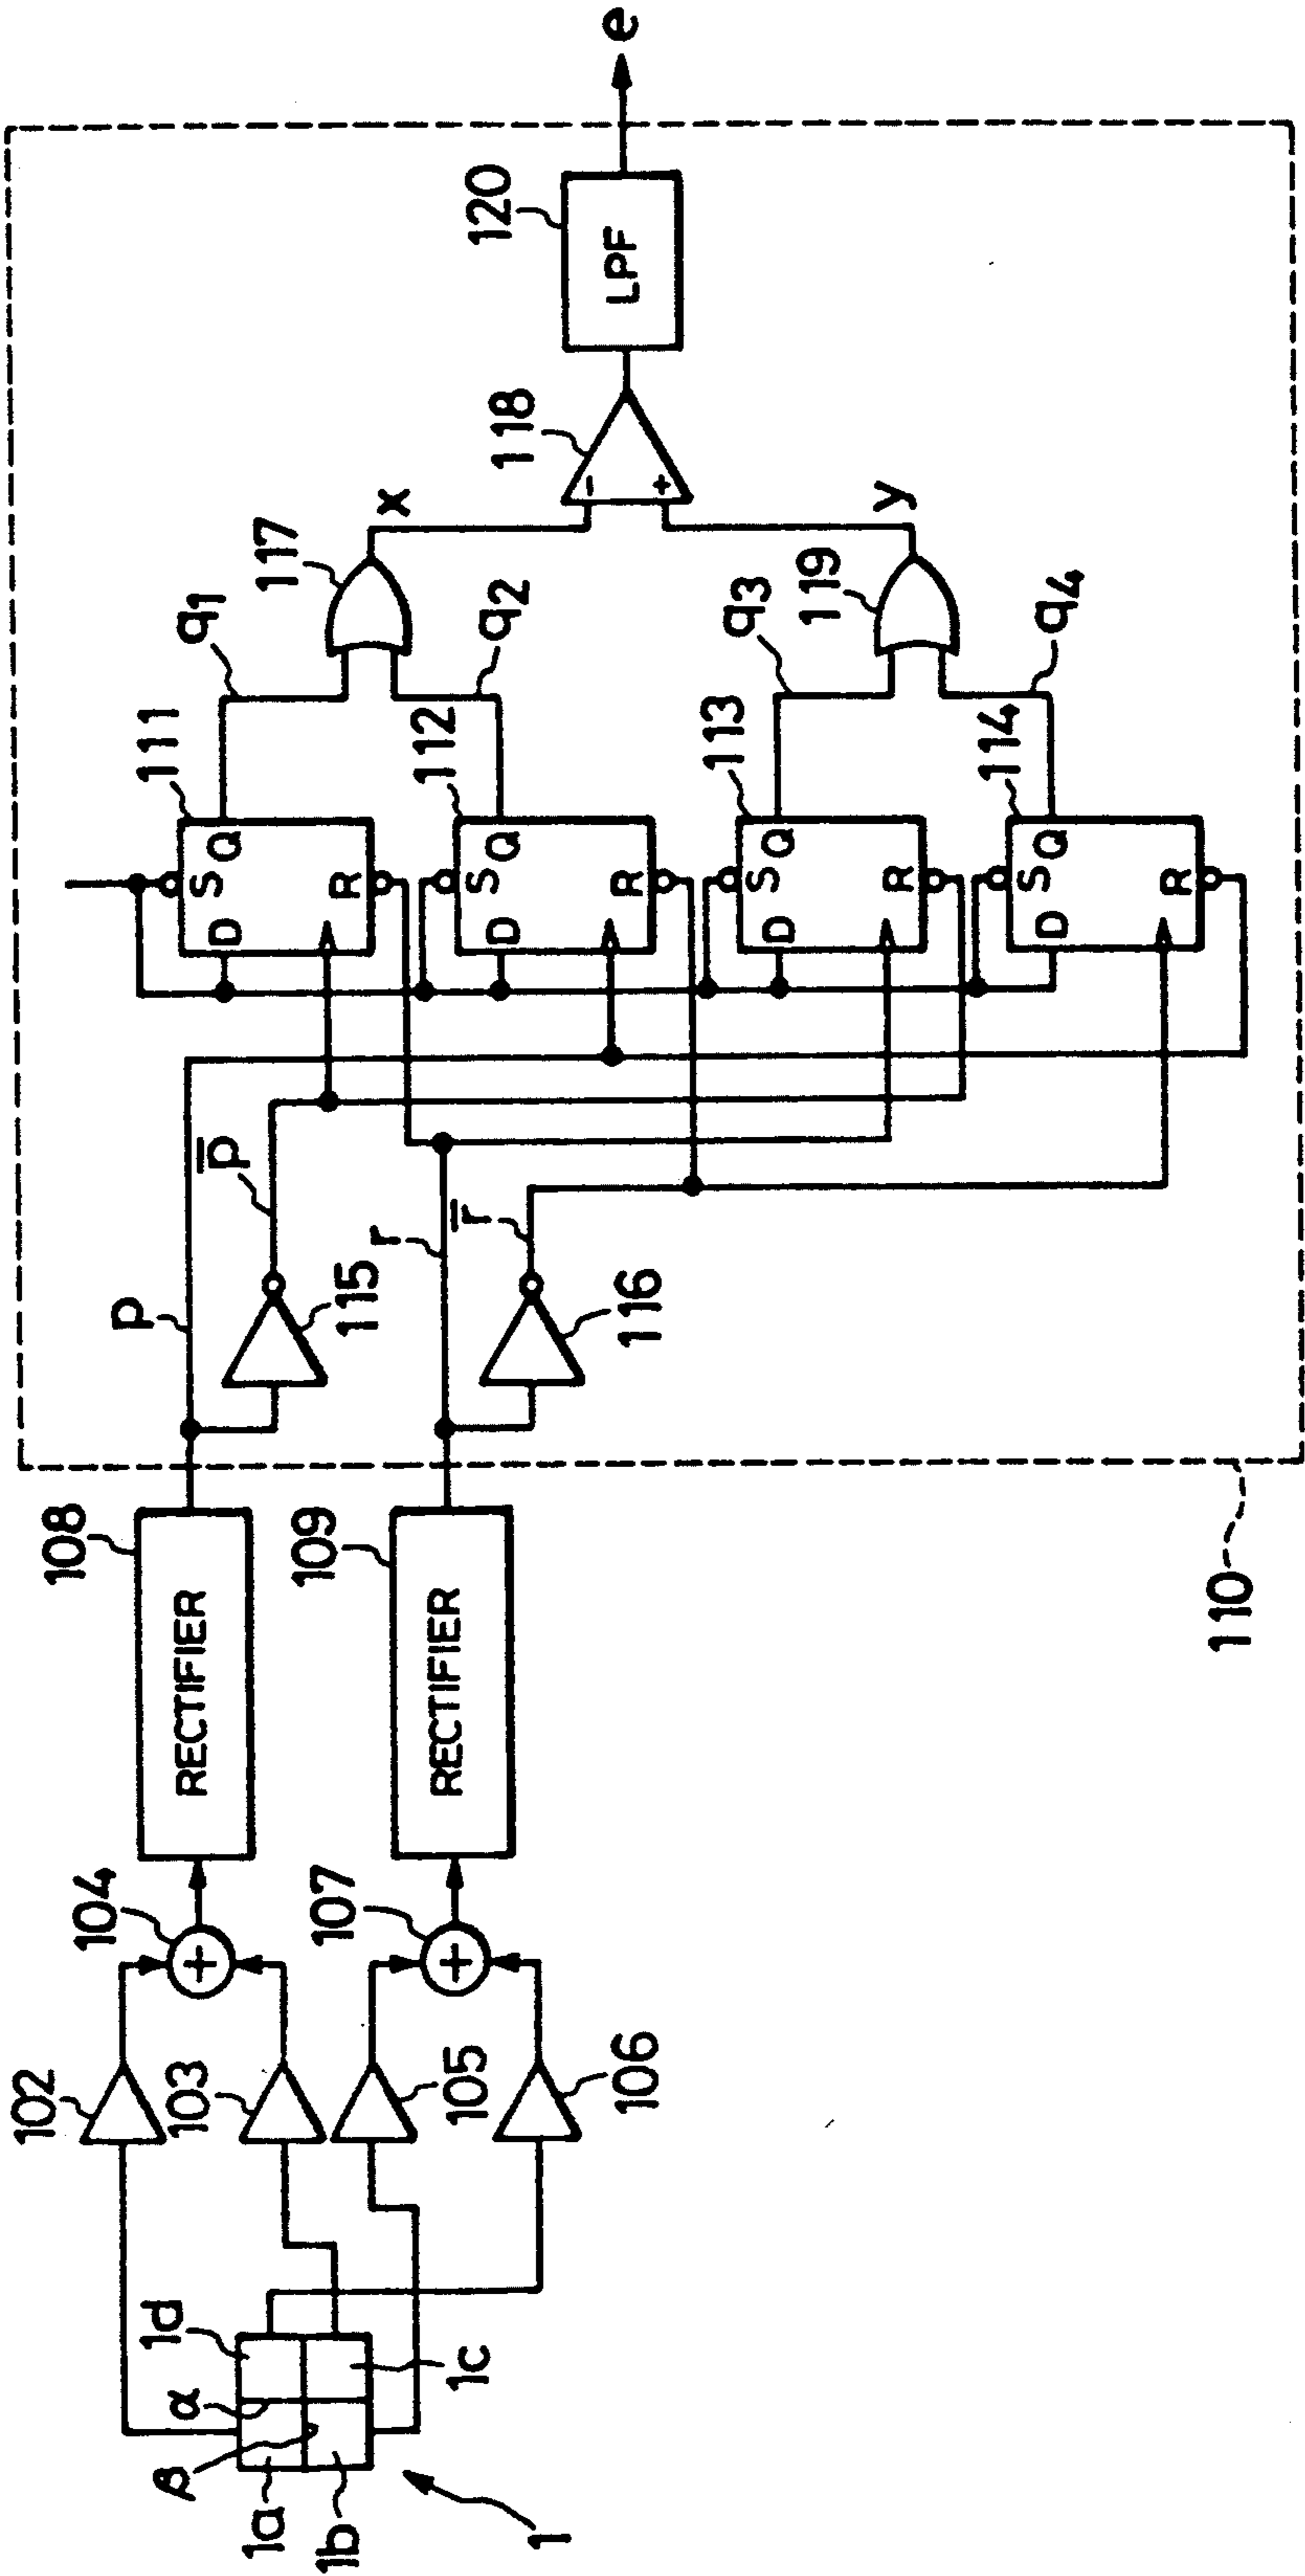 102
103
105
106
104
107
108
RECTIFIER
109
RECTIFIER
1a
1b
1c
1d
α
β
1
110
p
p̅
r
r̅
115
116
111
S
D
Q
R
112
S
D
Q
R
113
S
D
Q
R
114
S
D
Q
R
q1
q2
q3
q4
117
119
x
y
118
-
+
120
LPF
e
+
+